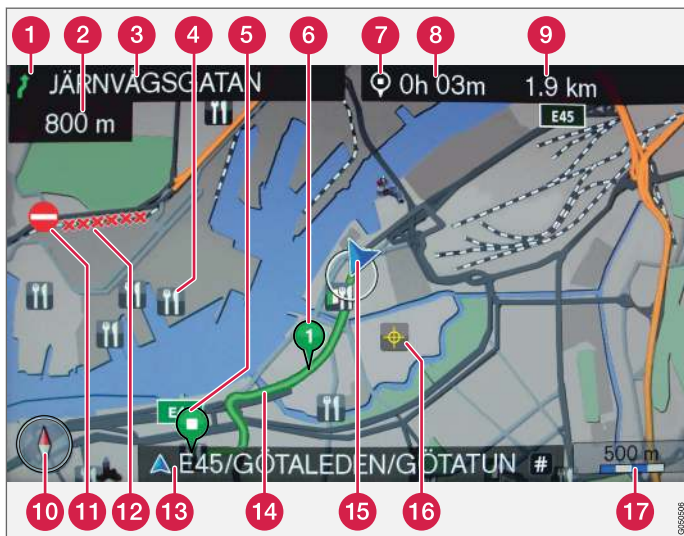 1 2 3 4 5 6 7 8 9
JÄRNVÅGSGATAN
0h 03m 1.9 km
800 m
E45
1
E
500 m
E45/GÖTALEDEN/GÖTATUN #
10 11 12 13 14 15 16 17
G050506